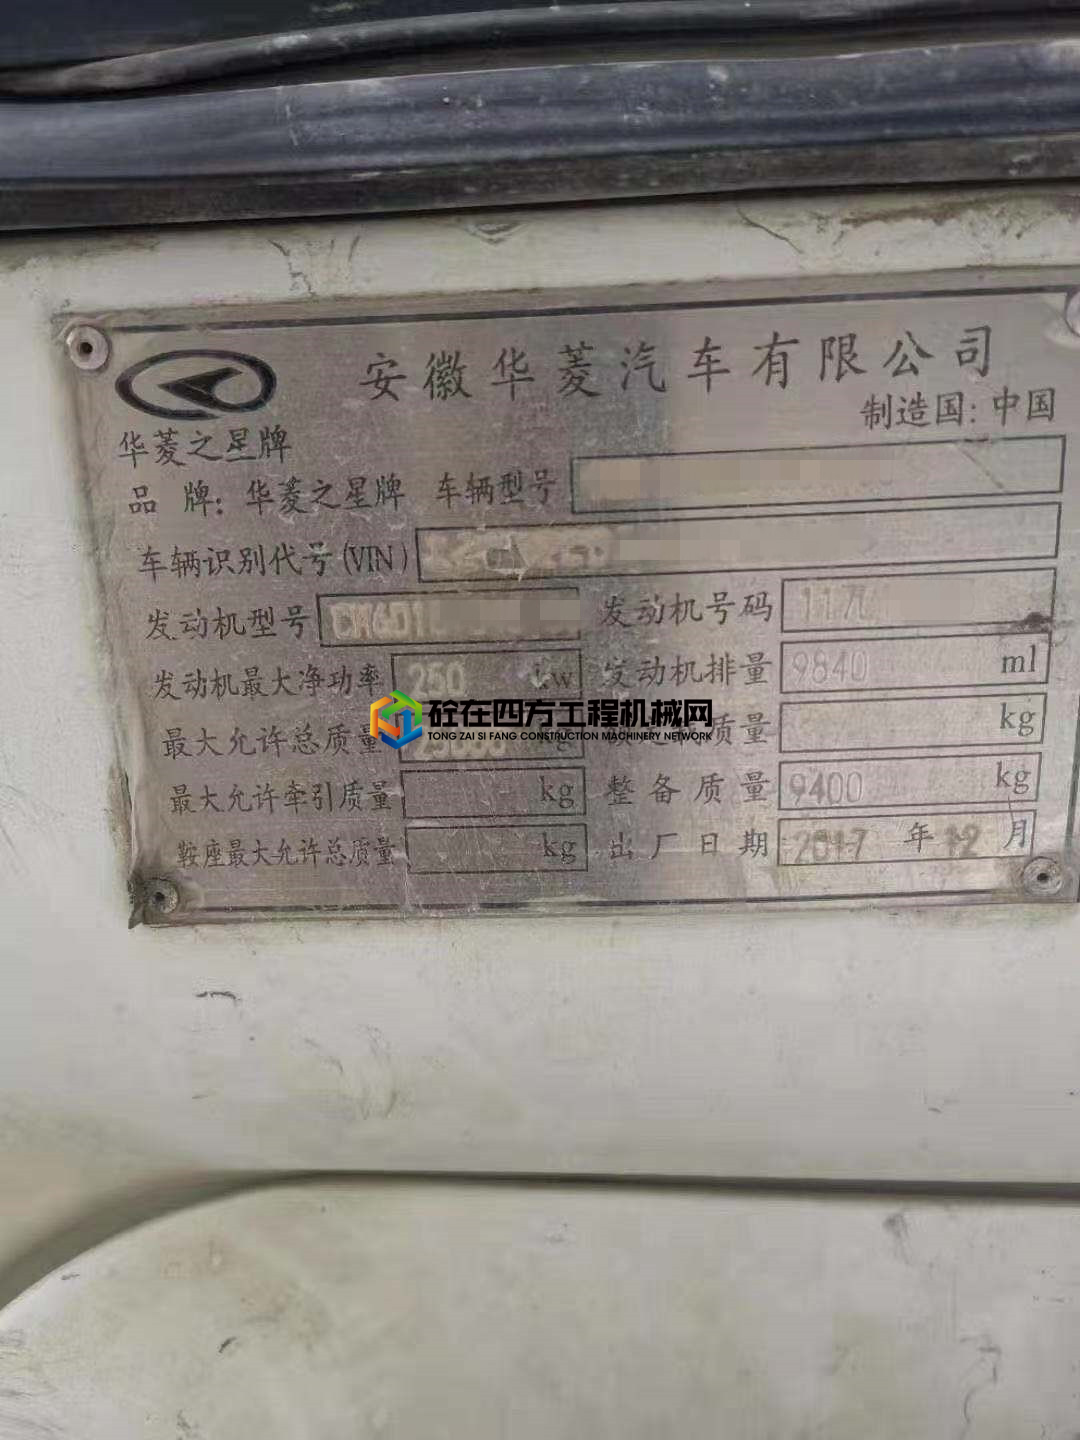 安徽华菱汽车有限公司
制造国: 中国
华菱之星牌
品 牌: 华菱之星牌 车辆型号
车辆识别代号(VIN)
发动机型号 发动机号码
发动机最大净功率 250 kw 发动机排量 9840 ml
砼在四方工程机械网
TONG ZAI SI FANG CONSTRUCTION MACHINERY NETWORK
最大允许总质量 kg 质量 kg
最大允许牵引质量 kg 整备质量 9400 kg
鞍座最大允许总质量 kg 出厂日期 2017 年 12 月